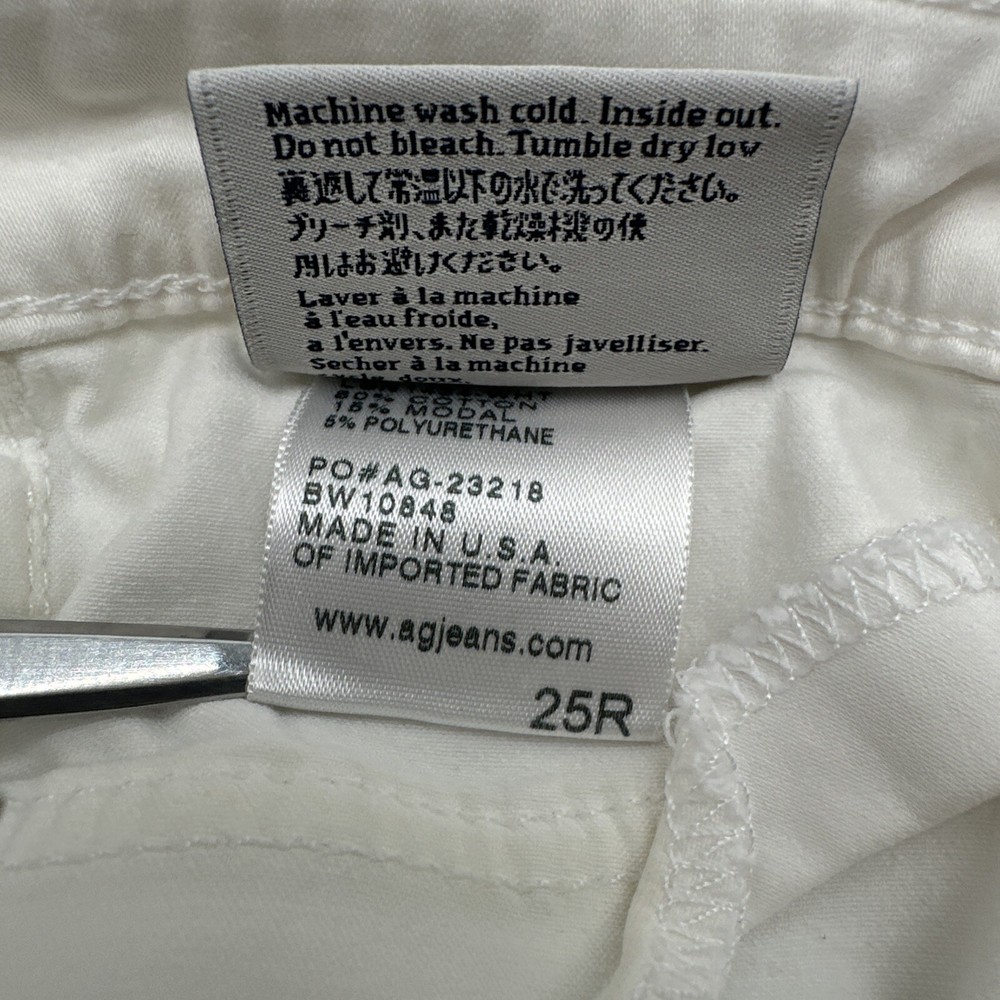 Machine wash cold. Inside out.
Do not bleach. Tumble dry low
裏返して常温以下の水で洗ってください。
ブリーチ剤、また乾燥機の使
用はお避けください。
Laver à la machine
à l'eau froide,
a l'envers. Ne pas javelliser.
Secher à la machine
doux.
80% COTTON
15% MODAL
5% POLYURETHANE
PO#AG-23218
BW10848
MADE IN U.S.A.
OF IMPORTED FABRIC
www.agjeans.com
25R